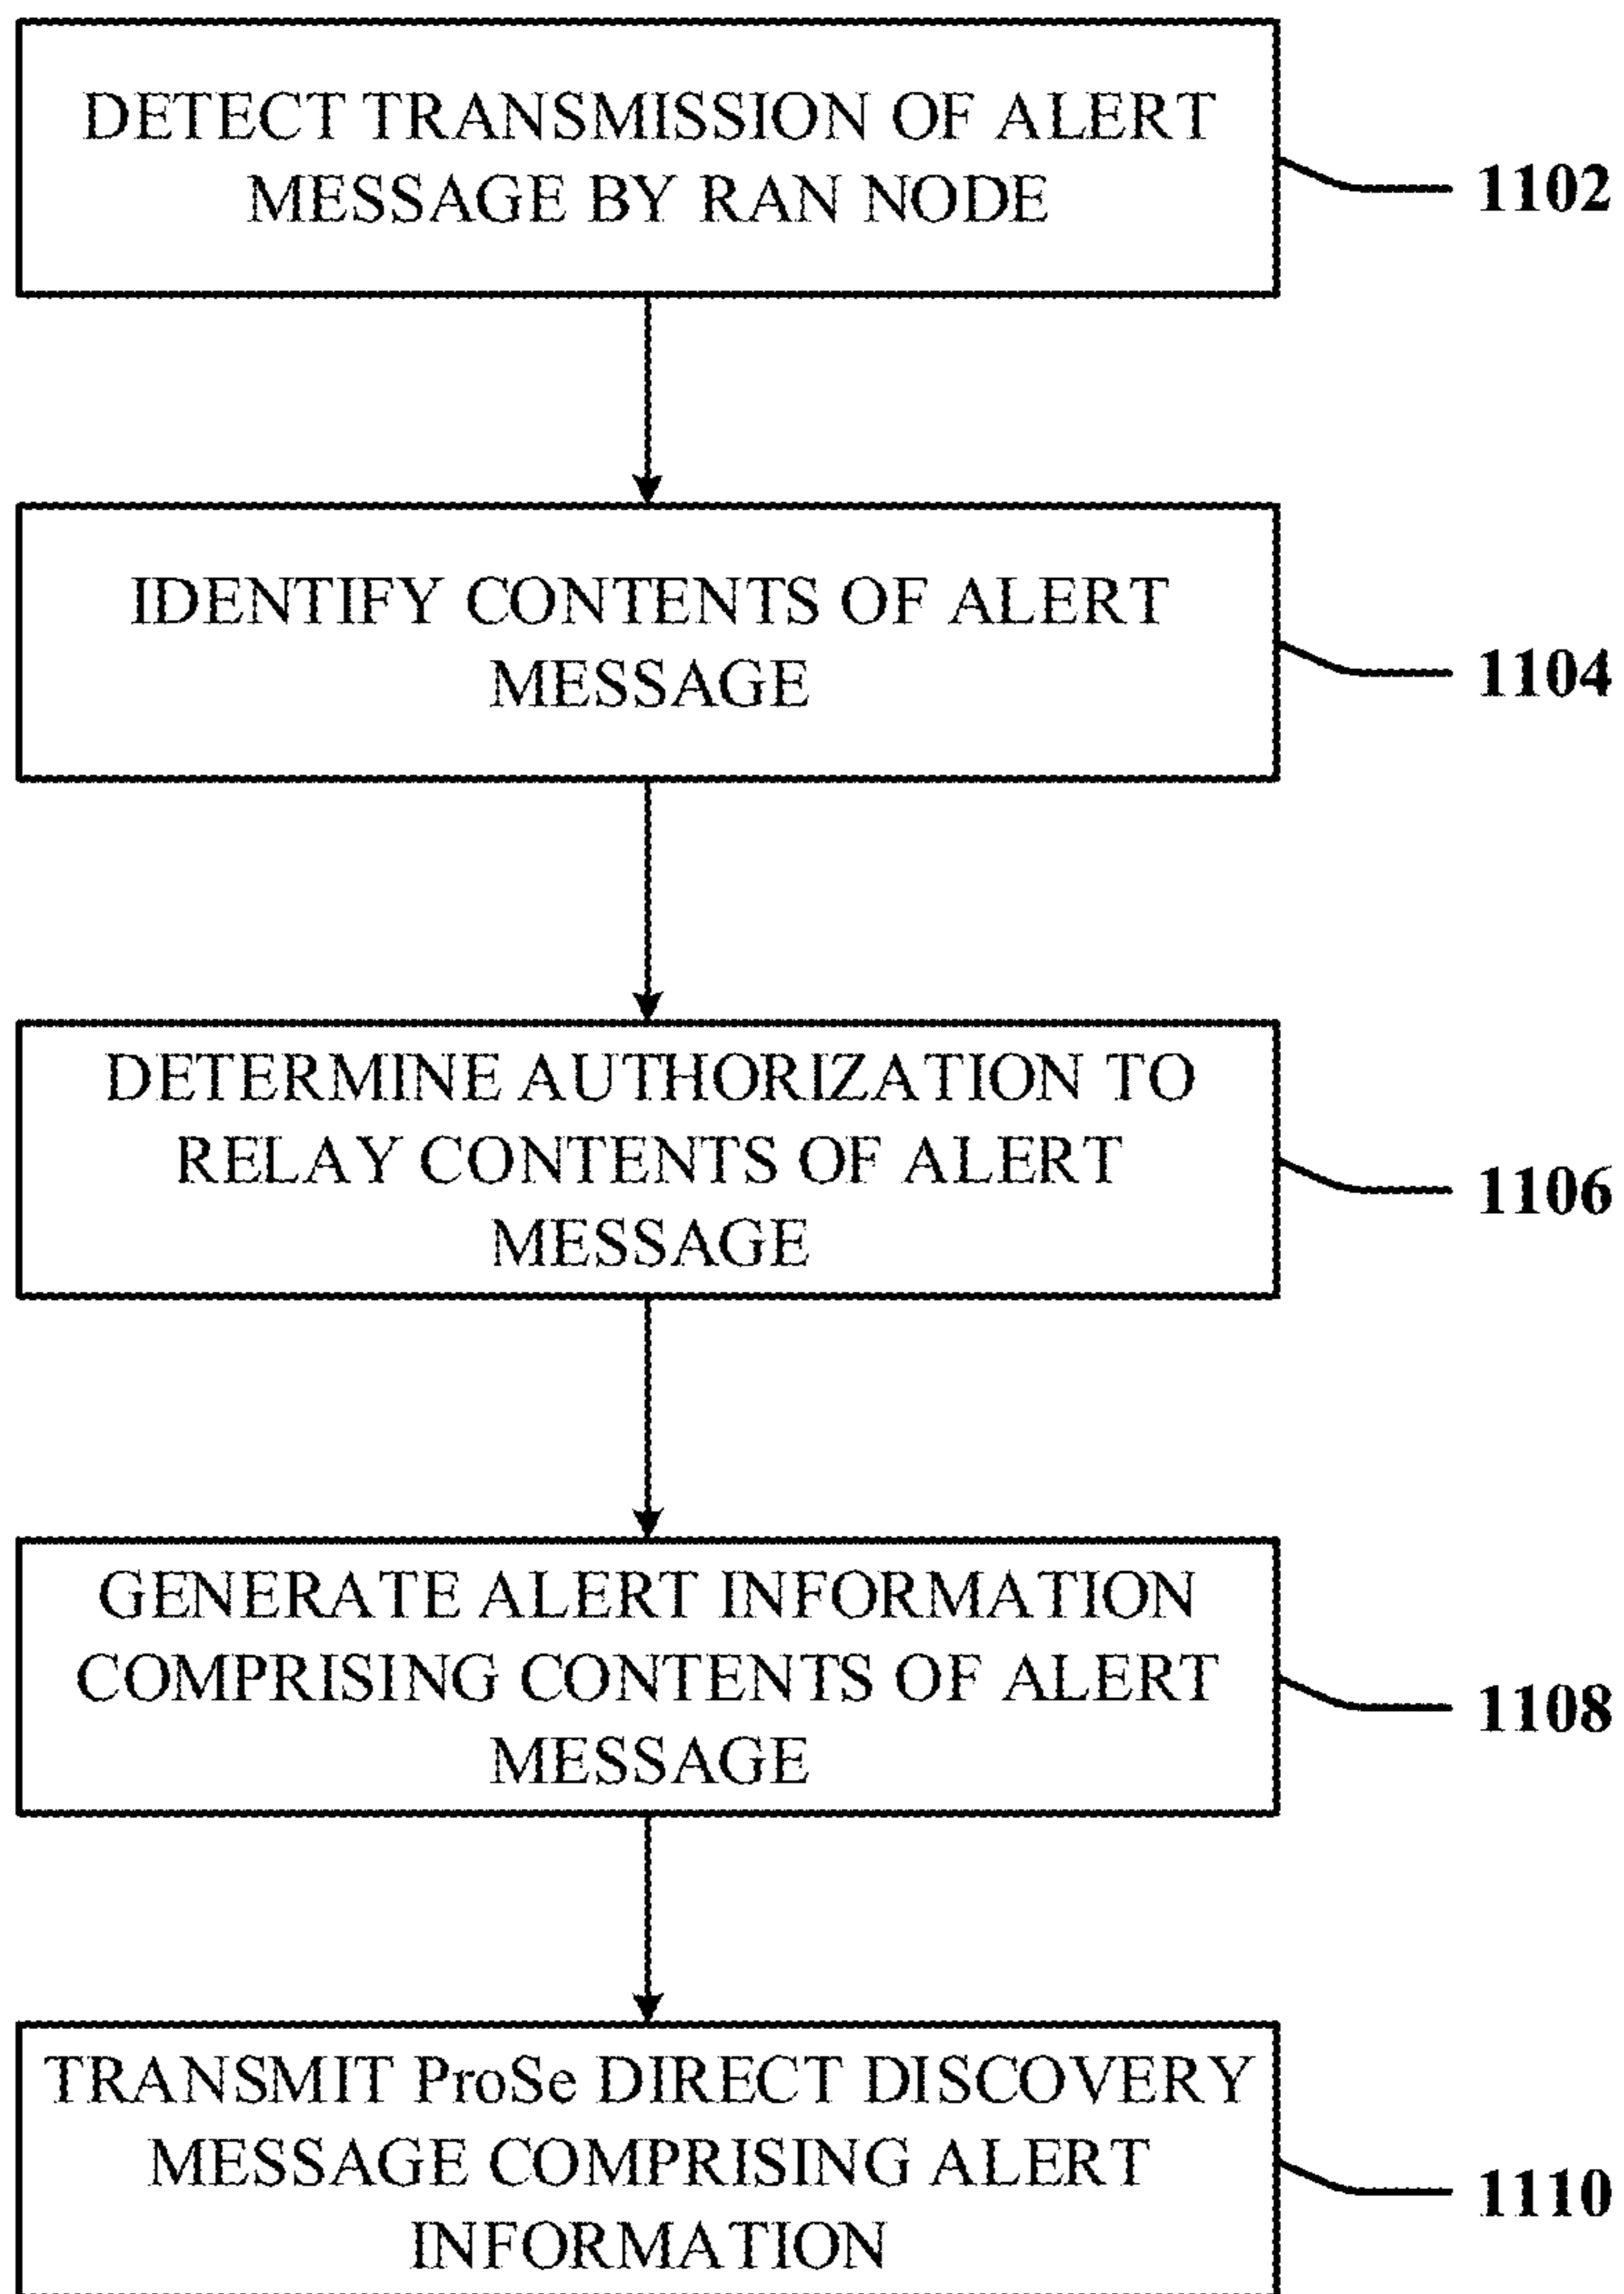 DETECT TRANSMISSION OF ALERT
MESSAGE BY RAN NODE
1102
IDENTIFY CONTENTS OF ALERT
MESSAGE
1104
DETERMINE AUTHORIZATION TO
RELAY CONTENTS OF ALERT
MESSAGE
1106
GENERATE ALERT INFORMATION
COMPRISING CONTENTS OF ALERT
MESSAGE
1108
TRANSMIT ProSe DIRECT DISCOVERY
MESSAGE COMPRISING ALERT
INFORMATION
1110